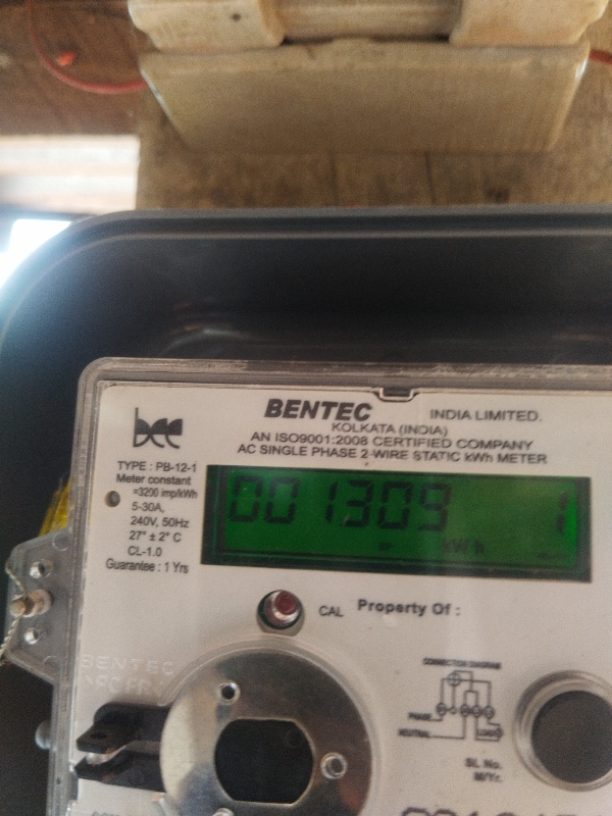 BENTEC INDIA LIMITED.
KOLKATA (INDIA)
AN ISO9001:2008 CERTIFIED COMPANY
AC SINGLE PHASE 2-WIRE STATIC kWh METER
bee
TYPE : PB-12-1
Meter constant
=3200 imp/kWh
5-30A,
240V, 50Hz
27° ± 2° C
CL-1.0
Guarantee : 1 Yrs
001309 1
kWh
CAL
Property Of :
BENTEC
CONNECTION DIAGRAM
PHASE
NEUTRAL
LOAD
SL No.
M/Yr.